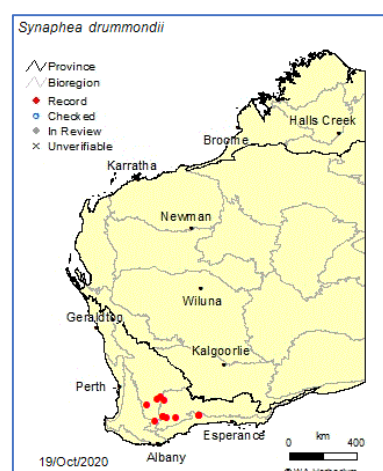 Synaphea drummondii
Province
Bioregion
Record
Checked
In Review
Unverifiable
Halls Creek
Broome
Karratha
Newman
Wiluna
Geraldton
Kalgoorlie
Perth
Esperance
Albany
km
0 400
19/Oct/2020